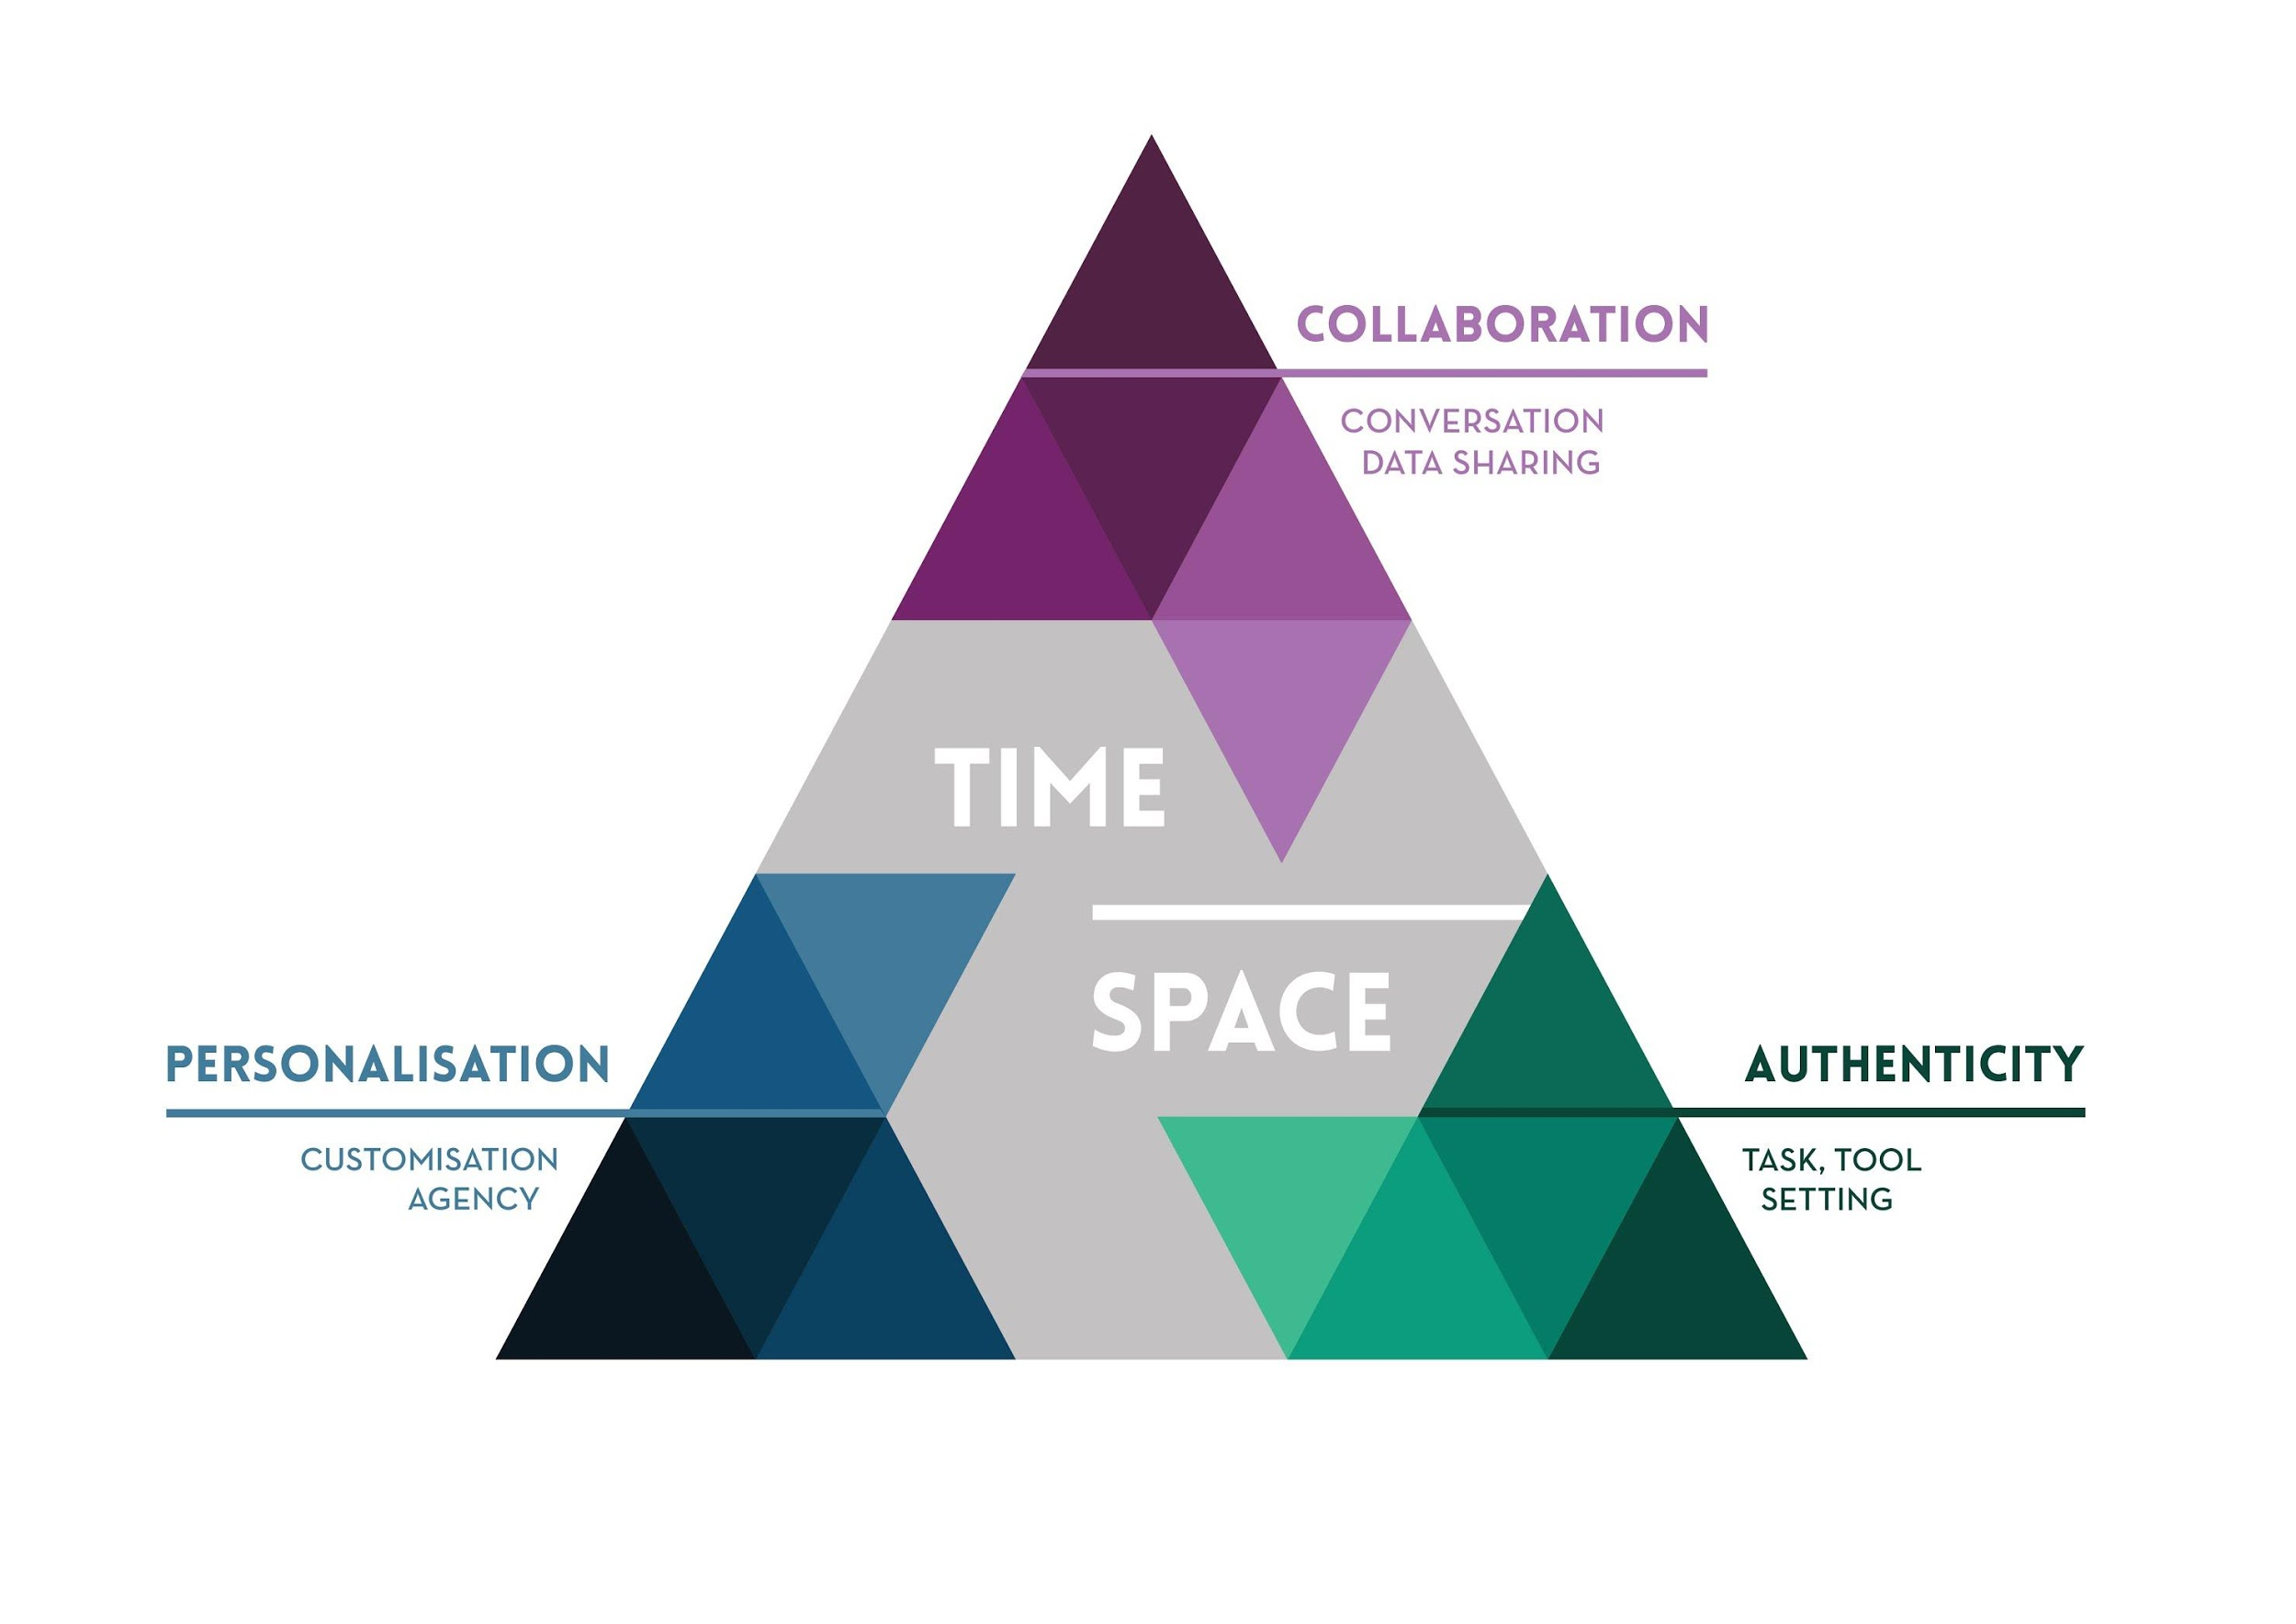 COLLABORATION
CONVERSATION
DATA SHARING
TIME
SPACE
PERSONALISATION
CUSTOMISATION
AGENCY
AUTHENTICITY
TASK, TOOL
SETTING